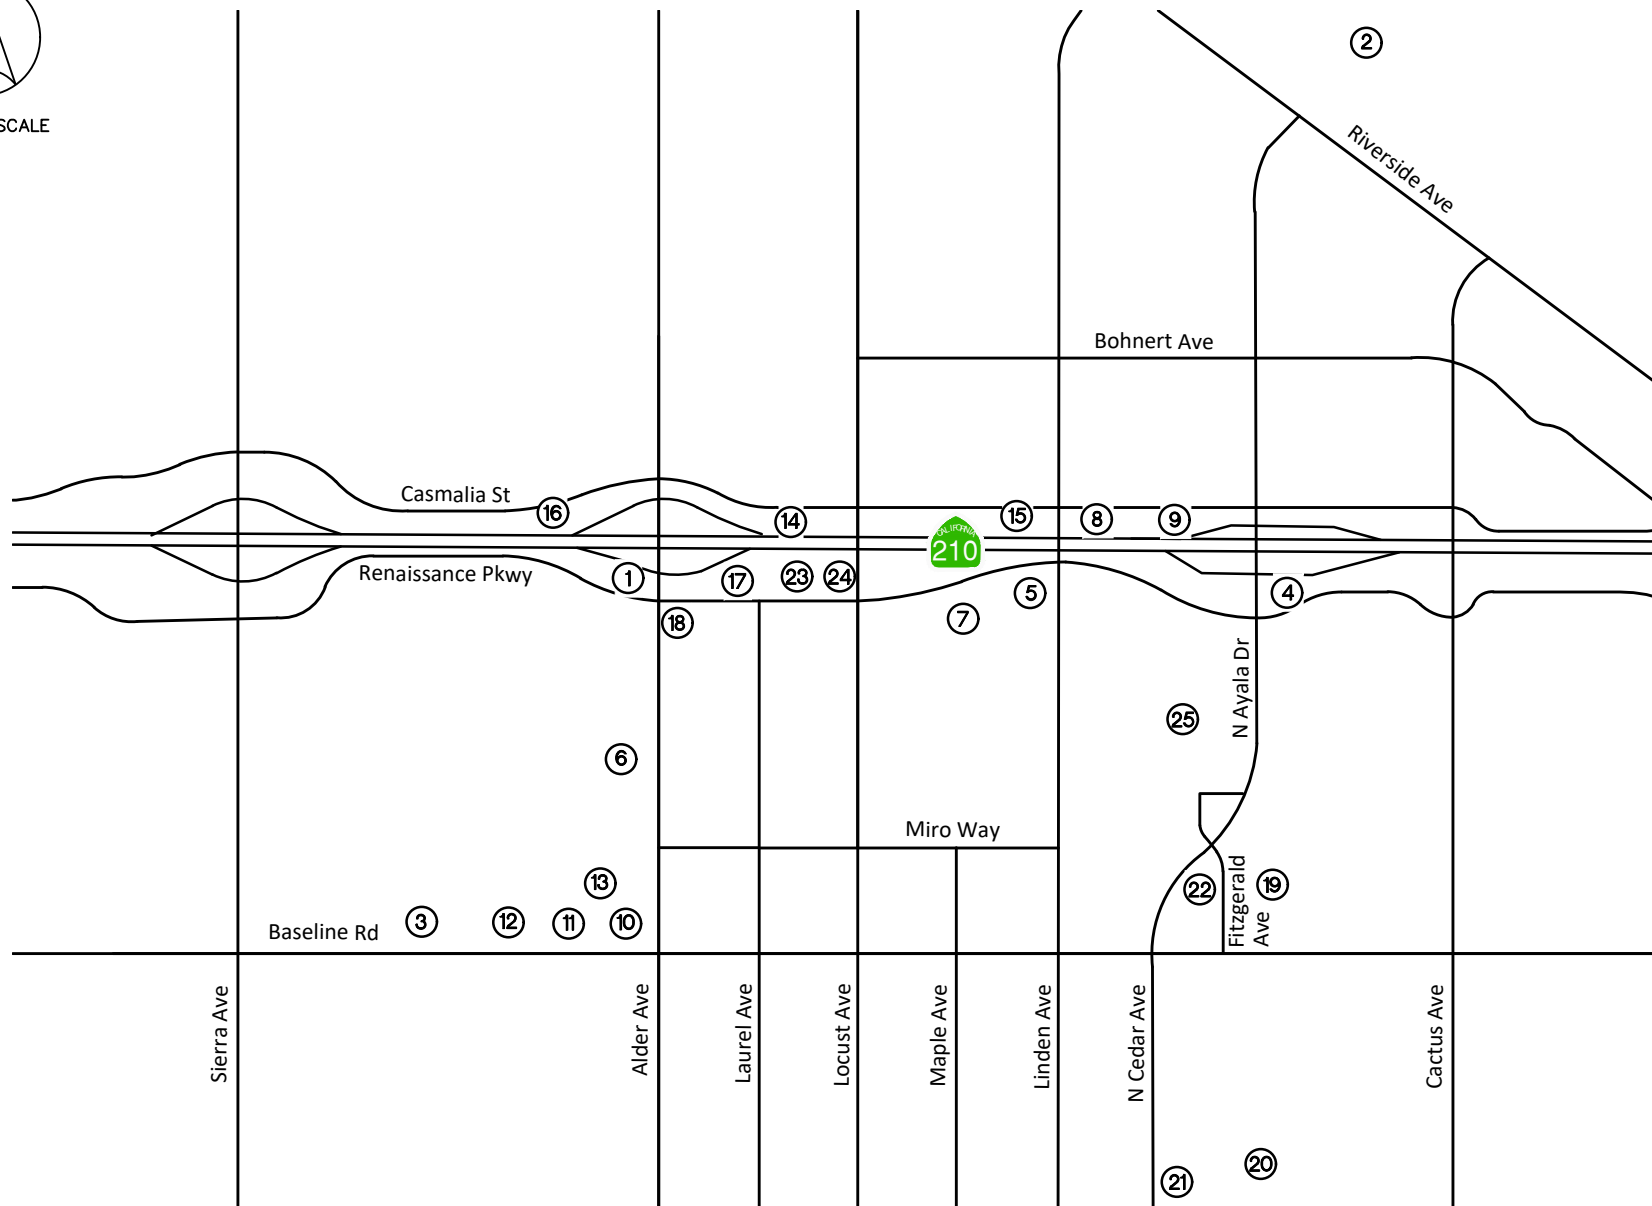 2
SCALE
Riverside Ave
Bohnert Ave
Casmalia St
16
14
15
8
9
CALIFORNIA
210
Renaissance Pkwy
1
17
23
24
5
4
18
7
N Ayala Dr
25
6
Miro Way
13
22
19
Fitzgerald
Ave
3
12
11
10
Baseline Rd
Sierra Ave
Alder Ave
Laurel Ave
Locust Ave
Maple Ave
Linden Ave
N Cedar Ave
Cactus Ave
20
21